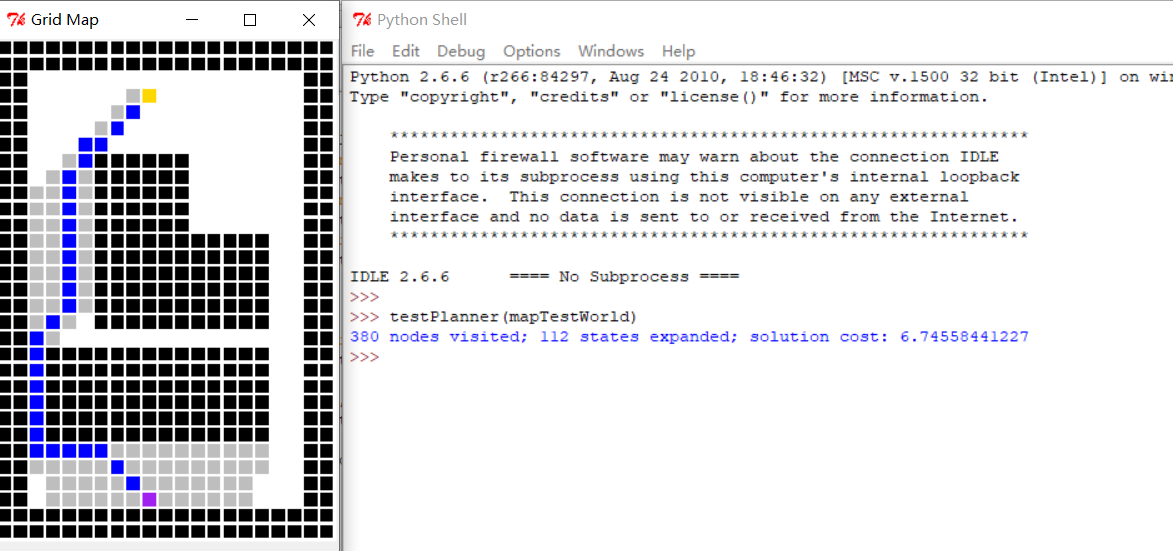 Grid Map
Python Shell
File Edit Debug Options Windows Help
Python 2.6.6 (r266:84297, Aug 24 2010, 18:46:32) [MSC v.1500 32 bit (Intel)] on
Type "copyright", "credits" or "license()" for more information.
****************************************************************
Personal firewall software may warn about the connection IDLE
makes to its subprocess using this computer's internal loopback
interface.  This connection is not visible on any external
interface and no data is sent to or received from the Internet.
****************************************************************
IDLE 2.6.6      ==== No Subprocess ====
>>>
>>> testPlanner(mapTestWorld)
380 nodes visited; 112 states expanded; solution cost: 6.74558441227
>>>